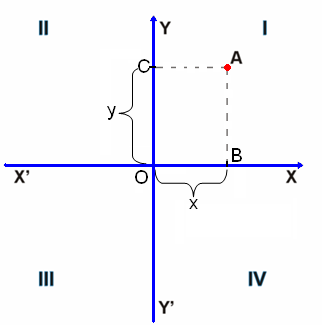 II Y I
C A
y
X' O B X
x
III IV
Y'